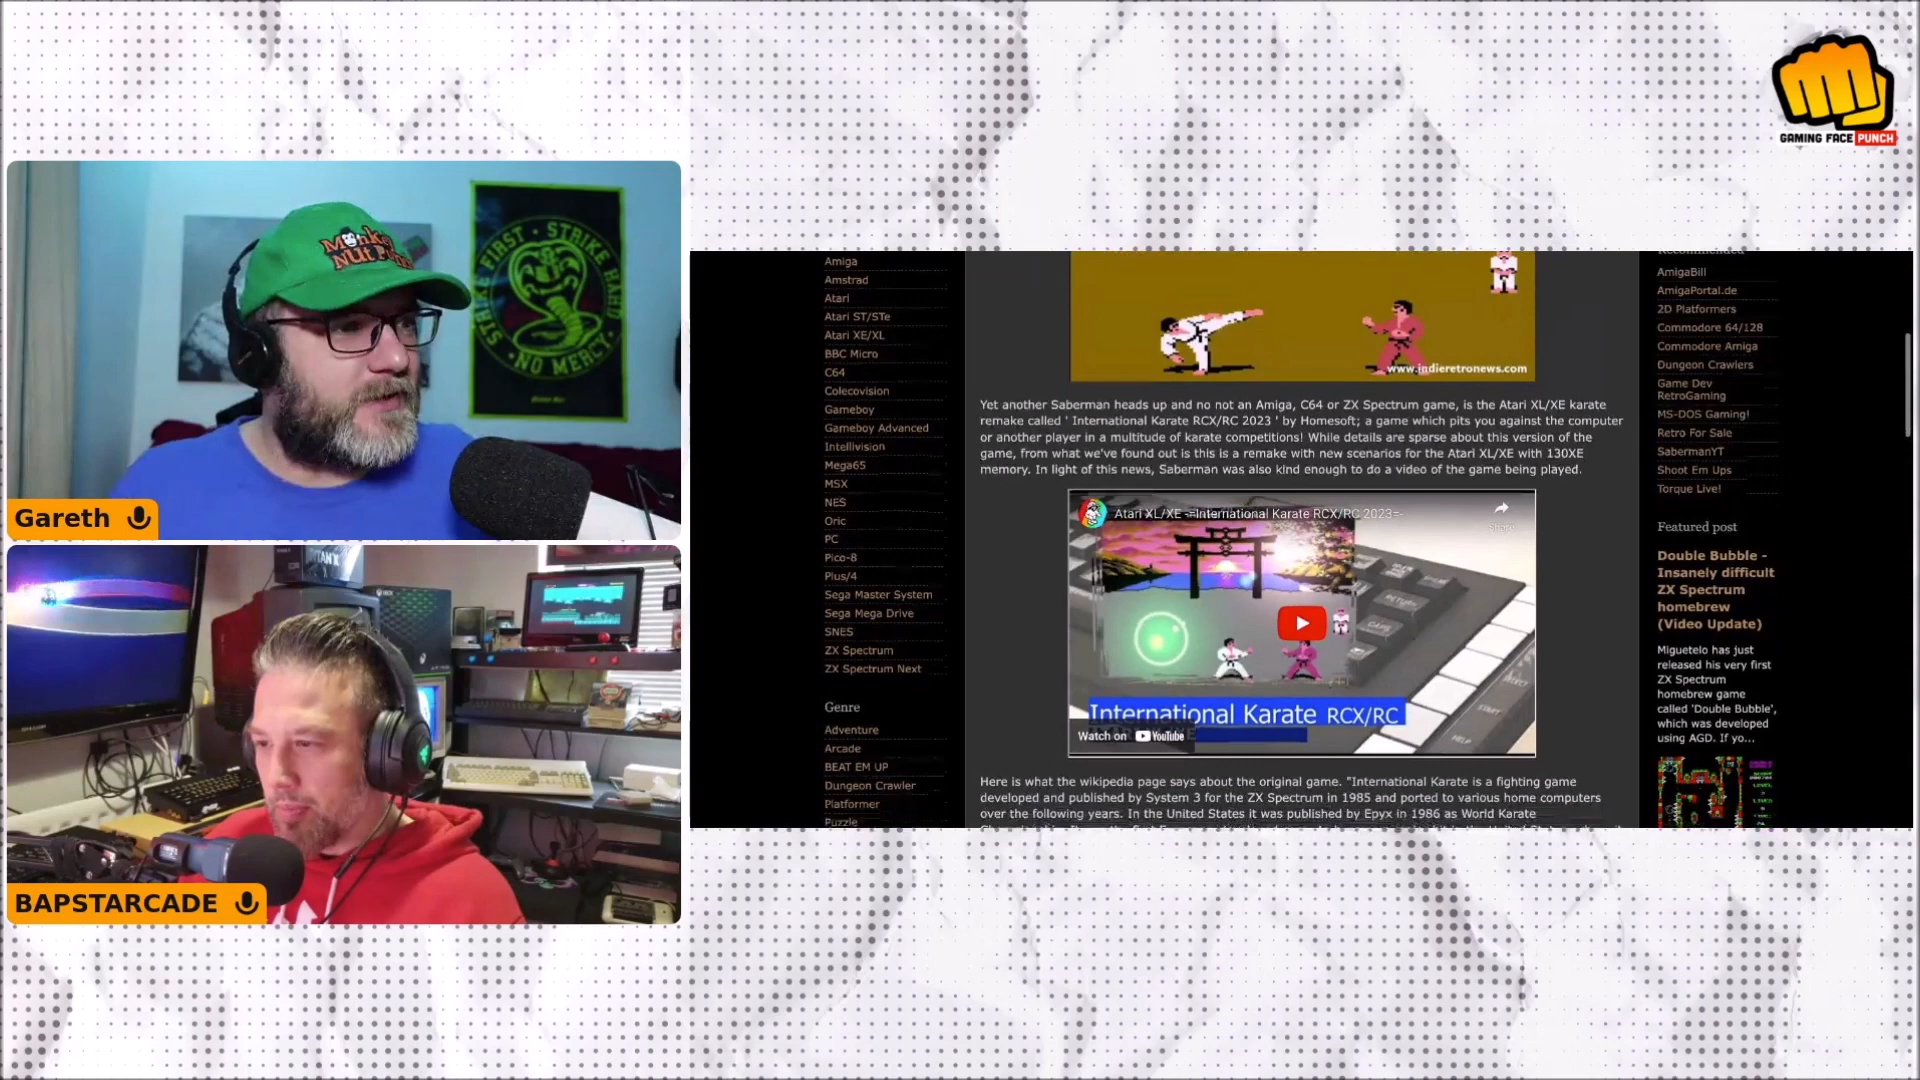 GAMING FACE PUNCH
Monkey
Nut
STRIKE FIRST • STRIKE HARD
• NO MERCY •
Gareth
BAPSTARCADE
Amiga
Amstrad
Atari
Atari ST/STe
Atari XE/XL
BBC Micro
C64
Colecovision
Gameboy
Gameboy Advanced
Intellivision
Mega65
MSX
NES
Oric
PC
Pico-8
Plus/4
Sega Master System
Sega Mega Drive
SNES
ZX Spectrum
ZX Spectrum Next
Genre
Adventure
Arcade
BEAT EM UP
Dungeon Crawler
Platformer
Puzzle
www.indieretronews.com
Yet another Saberman heads up and no not an Amiga, C64 or ZX Spectrum game, is the Atari XL/XE karate
remake called ' International Karate RCX/RC 2023 ' by Homesoft; a game which pits you against the computer
or another player in a multitude of karate competitions! While details are sparse about this version of the
game, from what we've found out is this is a remake with new scenarios for the Atari XL/XE with 130XE
memory. In light of this news, Saberman was also kind enough to do a video of the game being played.
Atari XL/XE -=International Karate RCX/RC 2023=-
Share
RETURN
CAPS
START
HELP
International Karate RCX/RC
Watch on YouTube
Here is what the wikipedia page says about the original game. "International Karate is a fighting game
developed and published by System 3 for the ZX Spectrum in 1985 and ported to various home computers
over the following years. In the United States it was published by Epyx in 1986 as World Karate
Recommended
AmigaBill
AmigaPortal.de
2D Platformers
Commodore 64/128
Commodore Amiga
Dungeon Crawlers
Game Dev
RetroGaming
MS-DOS Gaming!
Retro For Sale
SabermanYT
Shoot Em Ups
Torque Live!
Featured post
Double Bubble -
Insanely difficult
ZX Spectrum
homebrew
(Video Update)
Miguetelo has just
released his very first
ZX Spectrum
homebrew game
called 'Double Bubble',
which was developed
using AGD. If yo...